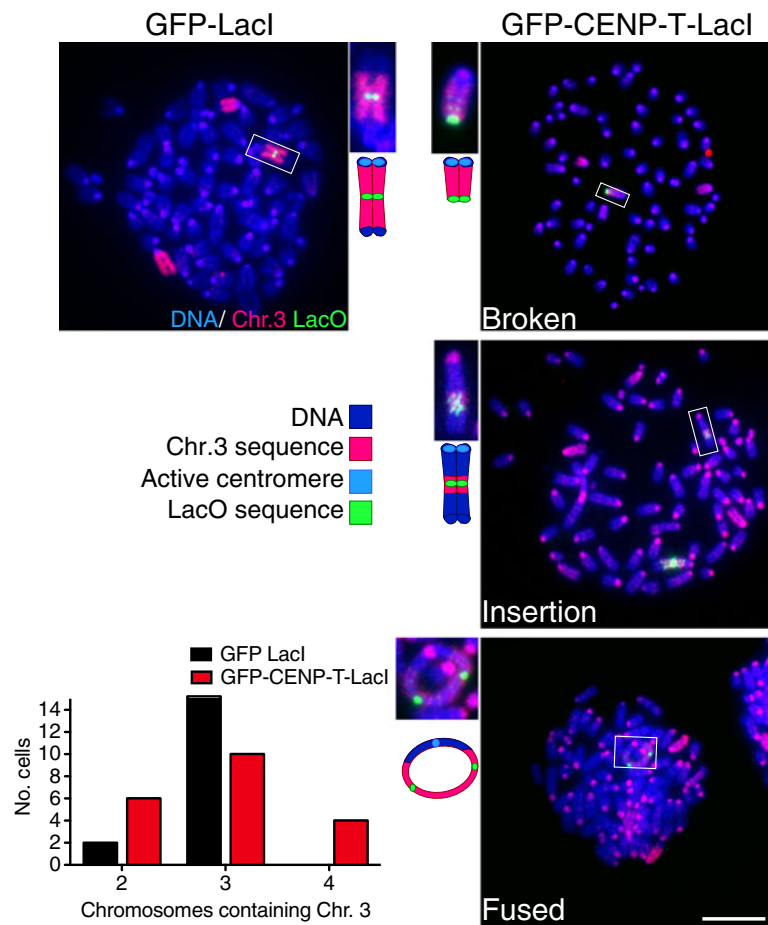 GFP-LacI
GFP-CENP-T-LacI
DNA/ Chr.3 LacO
Broken
DNA
Chr.3 sequence
Active centromere
LacO sequence
Insertion
GFP LacI
GFP-CENP-T-LacI
No. cells
14
12
10
8
6
4
2
0
2 3 4
Chromosomes containing Chr. 3
Fused